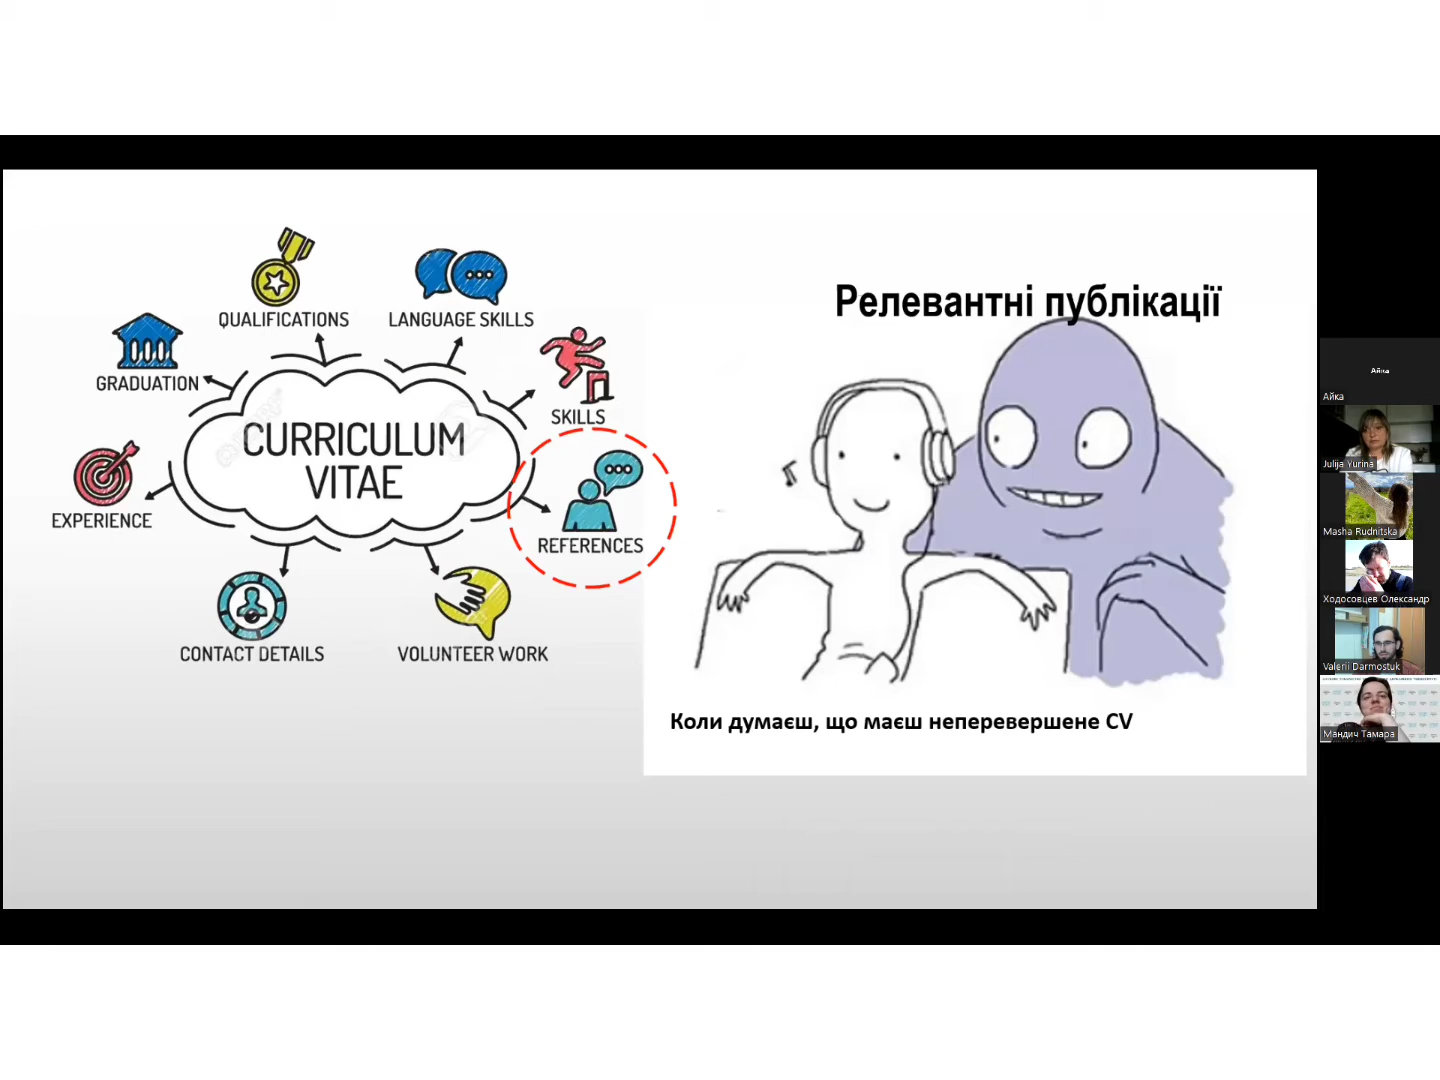 QUALIFICATIONS
LANGUAGE SKILLS
GRADUATION
SKILLS
CURRICULUM
VITAE
EXPERIENCE
REFERENCES
CONTACT DETAILS
VOLUNTEER WORK
Релевантні публікації
Коли думаєш, що маєш неперевершене CV
Айка
Айка
Julija Yurina
Masha Rudnitska
Ходосовцев Олександр
Valerii Darmostuk
Мандич Тамара